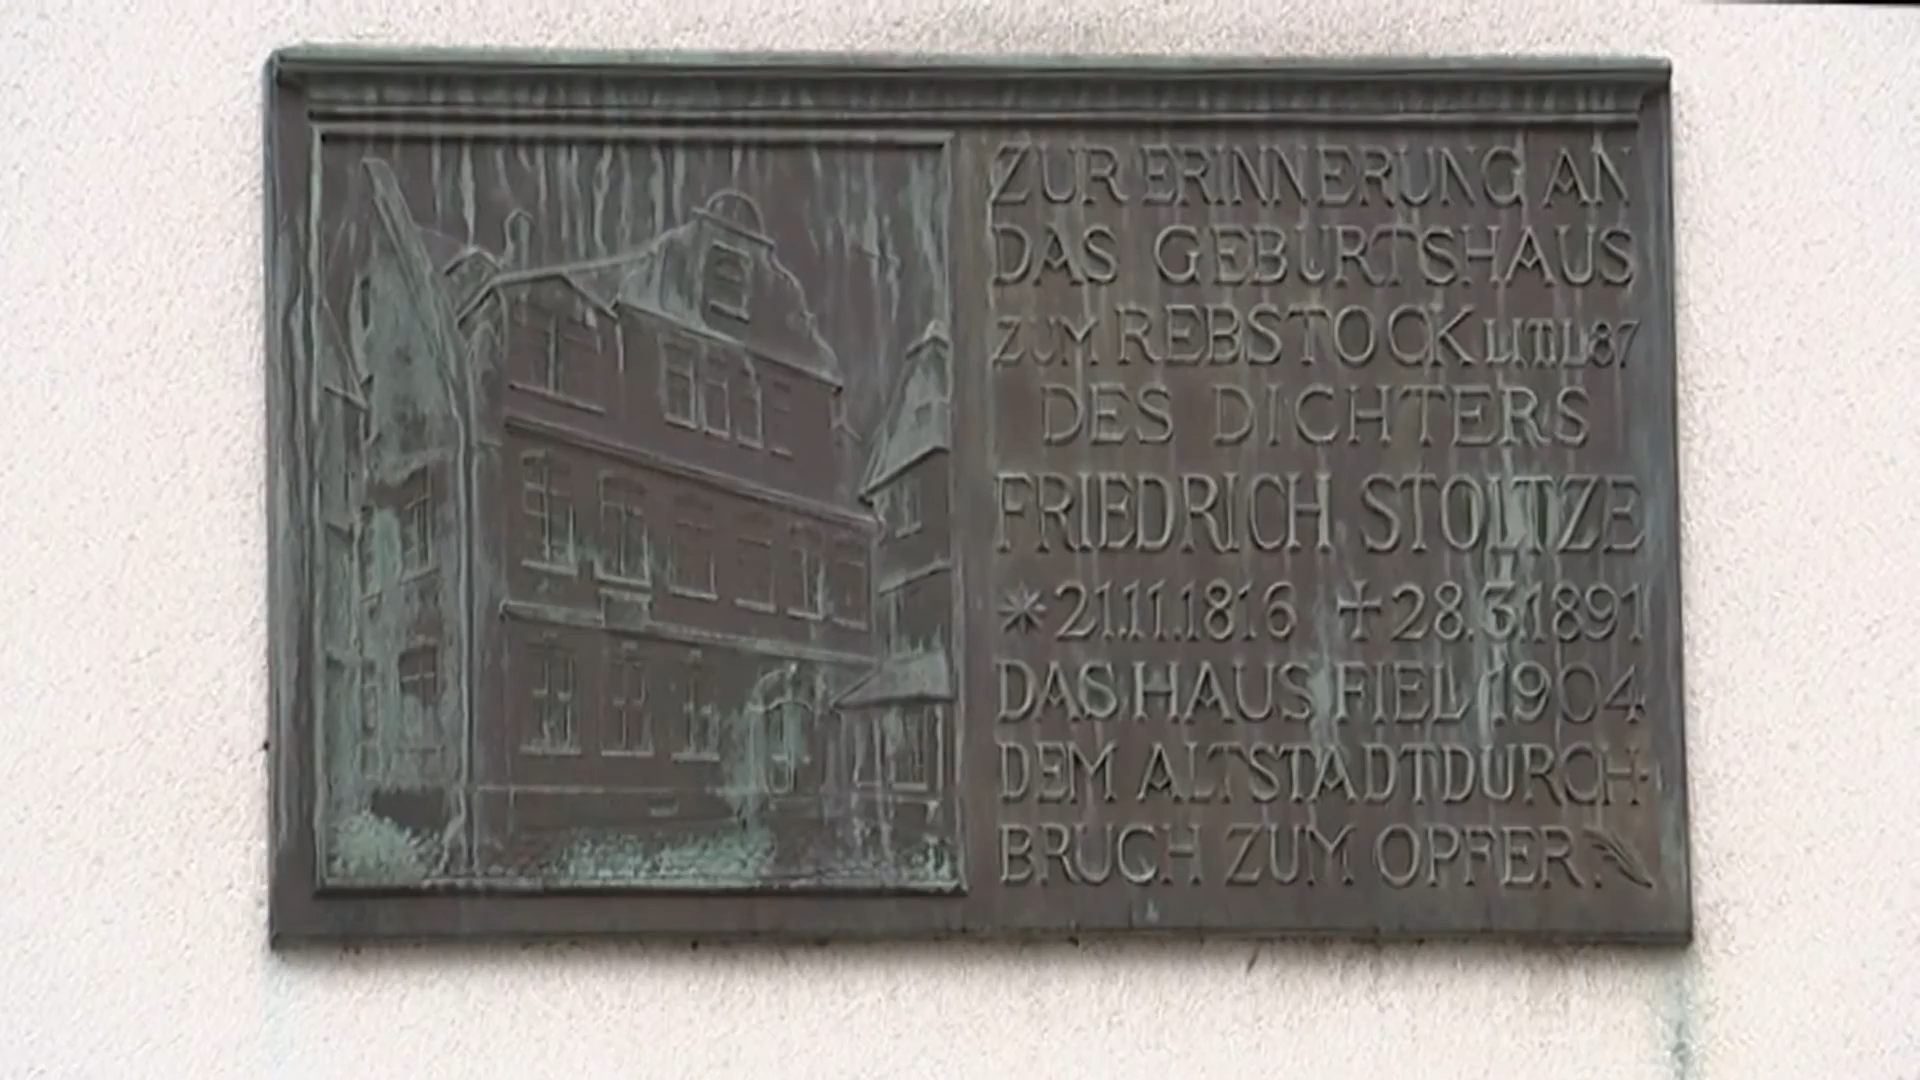 ZUR ERINNERUNG AN
DAS GEBURTSHAUS
ZUM REBSTOCK LIT.L87
DES DICHTERS
FRIEDRICH STOLTZE
*21.11.1816 +28.3.1891
DAS HAUS FIEL 1904
DEM ALTSTADTDURCH-
BRUCH ZUM OPFER